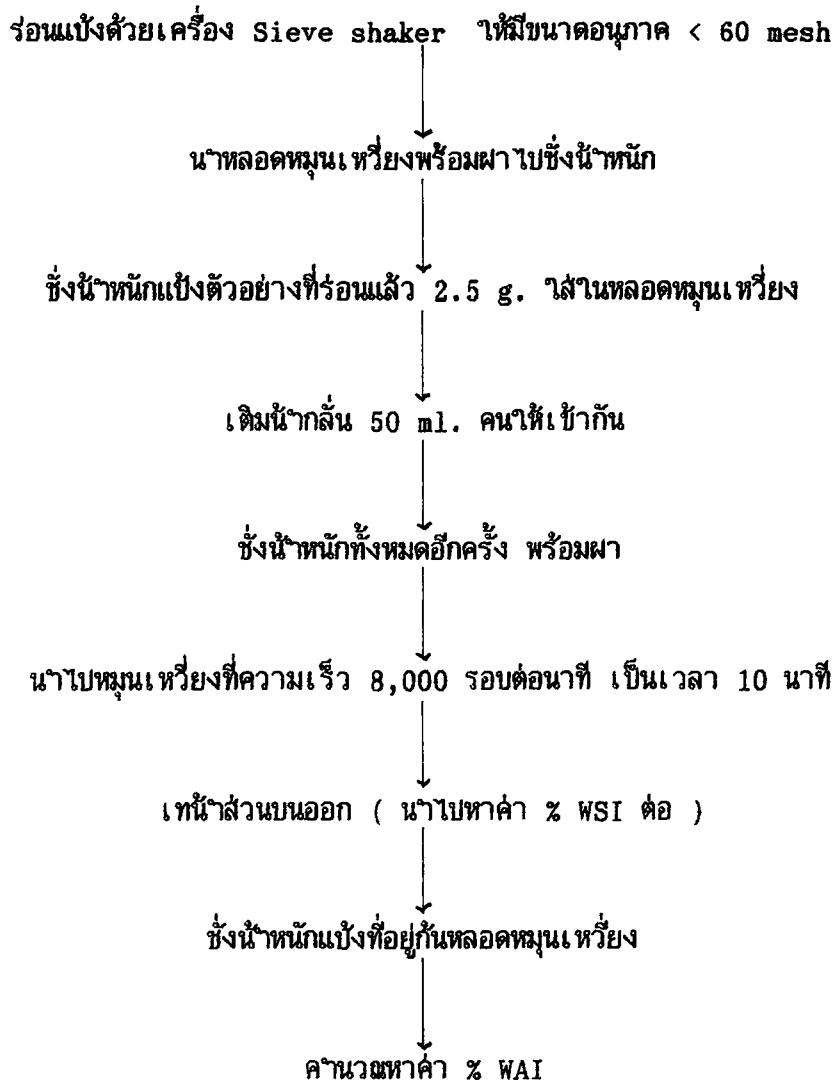 ร่อนแป้งด้วยเครื่อง Sieve shaker ให้มีขนาดอนุภาค < 60 mesh
นำหลอดหมุนเหวี่ยงพร้อมฝาไปชั่งน้ำหนัก
ชั่งน้ำหนักแป้งตัวอย่างที่ร่อนแล้ว 2.5 g. ใส่ในหลอดหมุนเหวี่ยง
เติมน้ำกลั่น 50 ml. คนให้เข้ากัน
ชั่งน้ำหนักทั้งหมดอีกครั้ง พร้อมฝา
นำไปหมุนเหวี่ยงที่ความเร็ว 8,000 รอบต่อนาที เป็นเวลา 10 นาที
เทน้ำส่วนบนออก ( นำไปหาค่า % WSI ต่อ )
ชั่งน้ำหนักแป้งที่อยู่ก้นหลอดหมุนเหวี่ยง
คำนวณหาค่า % WAI